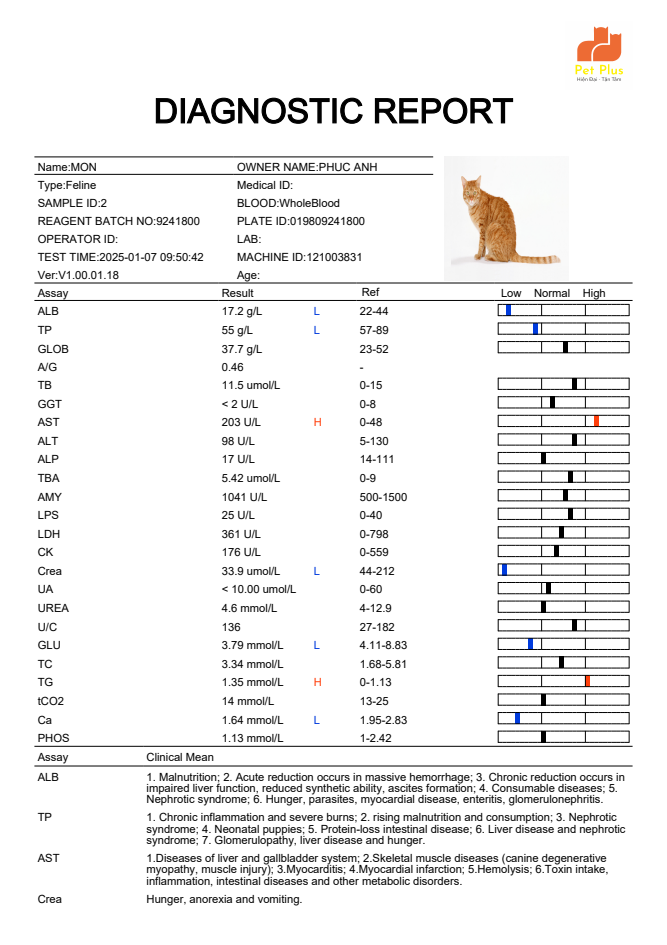 Pet Plus
Hiện Đại - Tận Tâm
DIAGNOSTIC REPORT
Name:MON OWNER NAME:PHUC ANH
Type:Feline Medical ID:
SAMPLE ID:2 BLOOD:WholeBlood
REAGENT BATCH NO:9241800 PLATE ID:019809241800
OPERATOR ID: LAB:
TEST TIME:2025-01-07 09:50:42 MACHINE ID:121003831
Ver:V1.00.01.18 Age:
Assay Result Ref Low Normal High
ALB 17.2 g/L L 22-44
TP 55 g/L L 57-89
GLOB 37.7 g/L 23-52
A/G 0.46 -
TB 11.5 umol/L 0-15
GGT < 2 U/L 0-8
AST 203 U/L H 0-48
ALT 98 U/L 5-130
ALP 17 U/L 14-111
TBA 5.42 umol/L 0-9
AMY 1041 U/L 500-1500
LPS 25 U/L 0-40
LDH 361 U/L 0-798
CK 176 U/L 0-559
Crea 33.9 umol/L L 44-212
UA < 10.00 umol/L 0-60
UREA 4.6 mmol/L 4-12.9
U/C 136 27-182
GLU 3.79 mmol/L L 4.11-8.83
TC 3.34 mmol/L 1.68-5.81
TG 1.35 mmol/L H 0-1.13
tCO2 14 mmol/L 13-25
Ca 1.64 mmol/L L 1.95-2.83
PHOS 1.13 mmol/L 1-2.42
Assay Clinical Mean
ALB 1. Malnutrition; 2. Acute reduction occurs in massive hemorrhage; 3. Chronic reduction occurs in
impaired liver function, reduced synthetic ability, ascites formation; 4. Consumable diseases; 5.
Nephrotic syndrome; 6. Hunger, parasites, myocardial disease, enteritis, glomerulonephritis.
TP 1. Chronic inflammation and severe burns; 2. rising malnutrition and consumption; 3. Nephrotic
syndrome; 4. Neonatal puppies; 5. Protein-loss intestinal disease; 6. Liver disease and nephrotic
syndrome; 7. Glomerulopathy, liver disease and hunger.
AST 1.Diseases of liver and gallbladder system; 2.Skeletal muscle diseases (canine degenerative
myopathy, muscle injury); 3.Myocarditis; 4.Myocardial infarction; 5.Hemolysis; 6.Toxin intake,
inflammation, intestinal diseases and other metabolic disorders.
Crea Hunger, anorexia and vomiting.